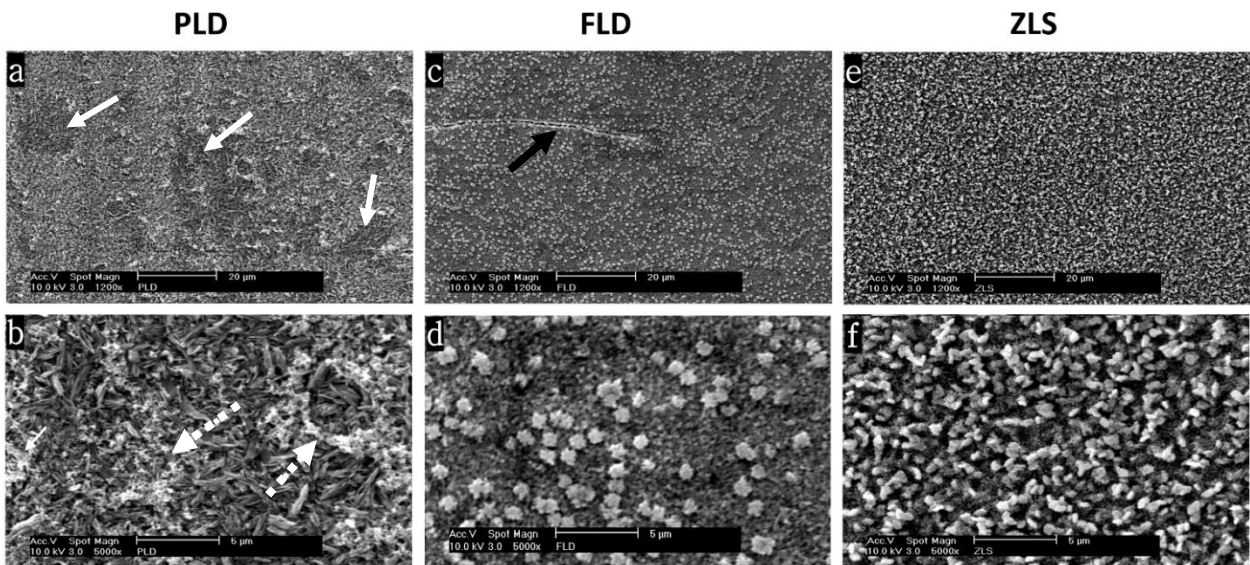 PLD FLD ZLS
a c e
Acc.V Spot Magn 20 µm
10.0 kV 3.0 1200x PLD
Acc.V Spot Magn 20 µm
10.0 kV 3.0 1200x FLD
Acc.V Spot Magn 20 µm
10.0 kV 3.0 1200x ZLS
b d f
Acc.V Spot Magn 5 µm
10.0 kV 3.0 5000x PLD
Acc.V Spot Magn 5 µm
10.0 kV 3.0 5000x FLD
Acc.V Spot Magn 5 µm
10.0 kV 3.0 5000x ZLS